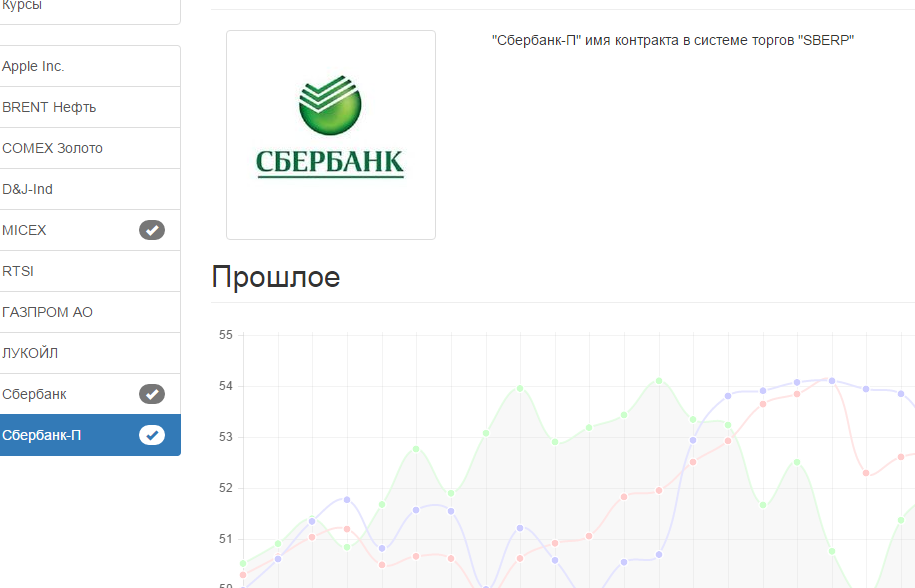 Курсы
Apple Inc.
BRENT Нефть
COMEX Золото
D&J-Ind
MICEX
RTSI
ГАЗПРОМ АО
ЛУКОЙЛ
Сбербанк
Сбербанк-П
"Сбербанк-П" имя контракта в системе торгов "SBERP"
СБЕРБАНК
Прошлое
55
54
53
52
51
50